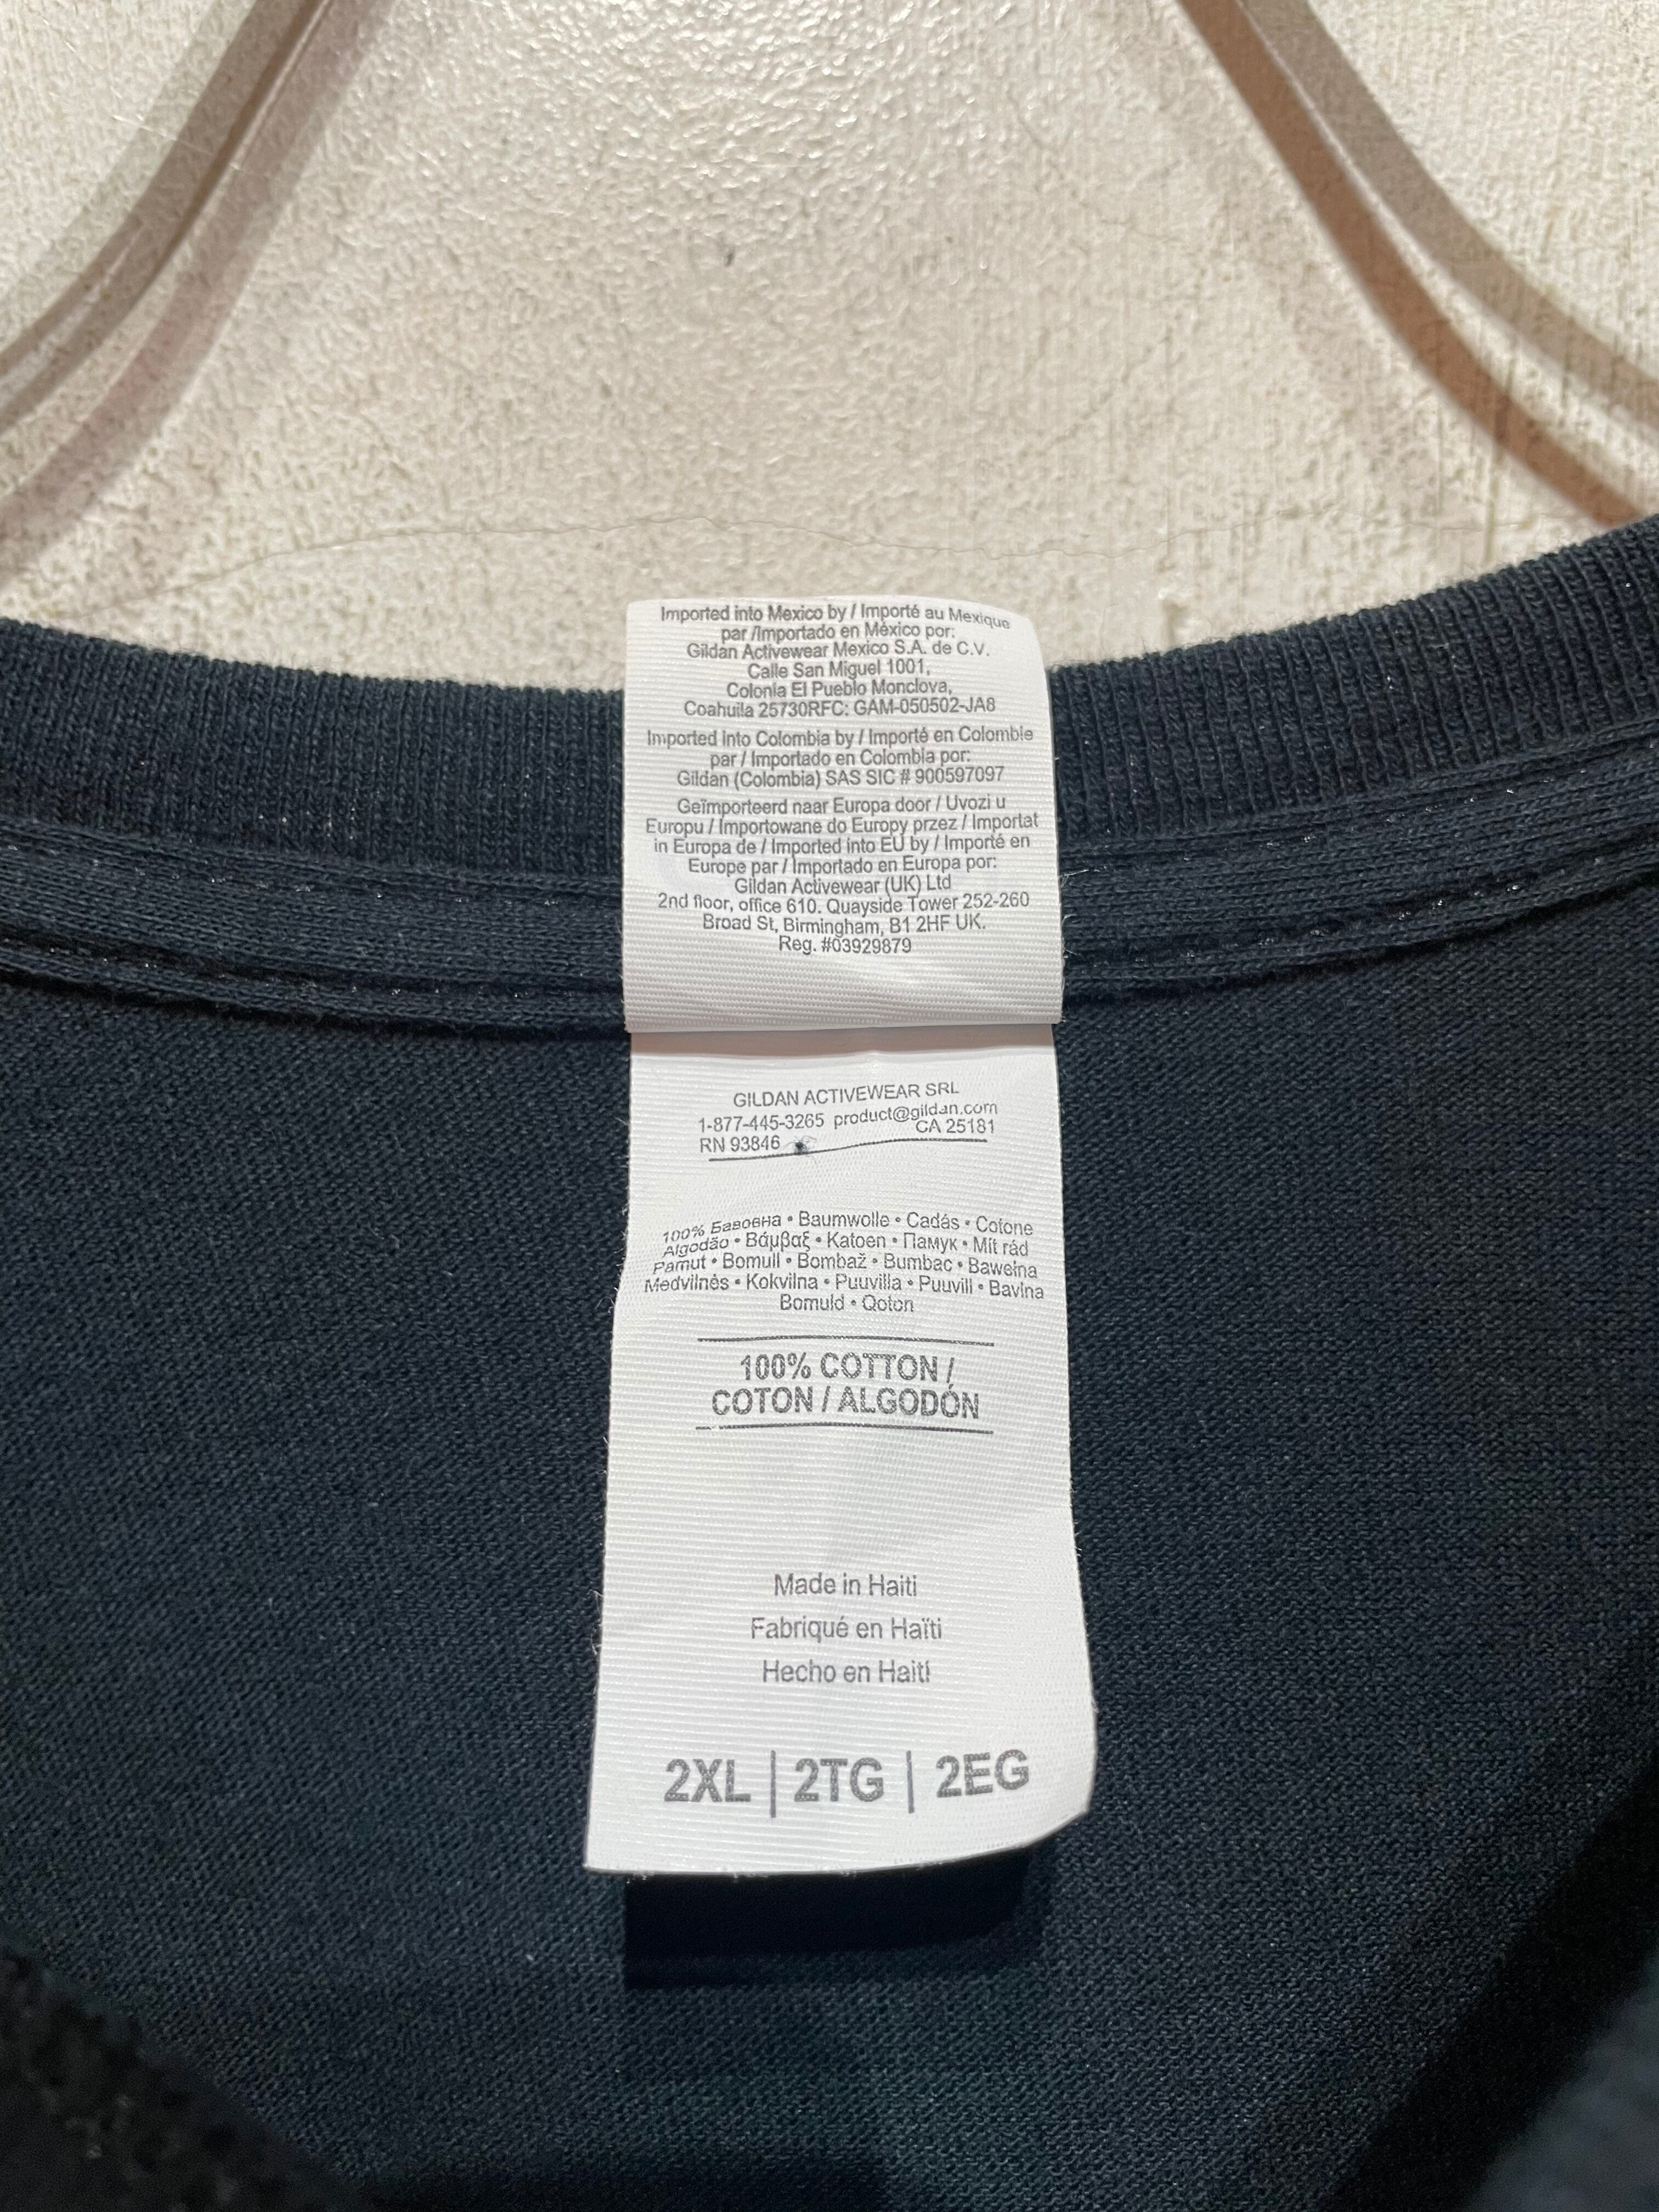 Imported into Mexico by / Importé au Mexique
par /Importado en México por:
Gildan Activewear Mexico S.A. de C.V.
Calle San Miguel 1001,
Colonia El Pueblo Monclova,
Coahuila 25730RFC: GAM-050502-JA8
Imported into Colombia by / Importé en Colombie
par / Importado en Colombia por:
Gildan (Colombia) SAS SIC # 900597097
Geïmporteerd naar Europa door / Uvozi u
Europu / Importowane do Europy przez / Importat
in Europa de / Imported into EU by / Importé en
Europe par / Importado en Europa por:
Gildan Activewear (UK) Ltd
2nd floor, office 610. Quayside Tower 252-260
Broad St, Birmingham, B1 2HF UK.
Reg. #03929879
GILDAN ACTIVEWEAR SRL
1-877-445-3265 product@gildan.com
RN 93846 CA 25181
100% Бавовна • Baumwolle • Cadás • Cotone
Algodão • Βάμβαξ • Katoen • Памук • Mít rád
Pamut • Bomull • Bombaž • Bumbac • Bawełna
Medvilnės • Kokvilna • Puuvilla • Puuvill • Bavlna
Bomuld • Qoton
100% COTTON /
COTON / ALGODÓN
Made in Haiti
Fabriqué en Haïti
Hecho en Haití
2XL | 2TG | 2EG